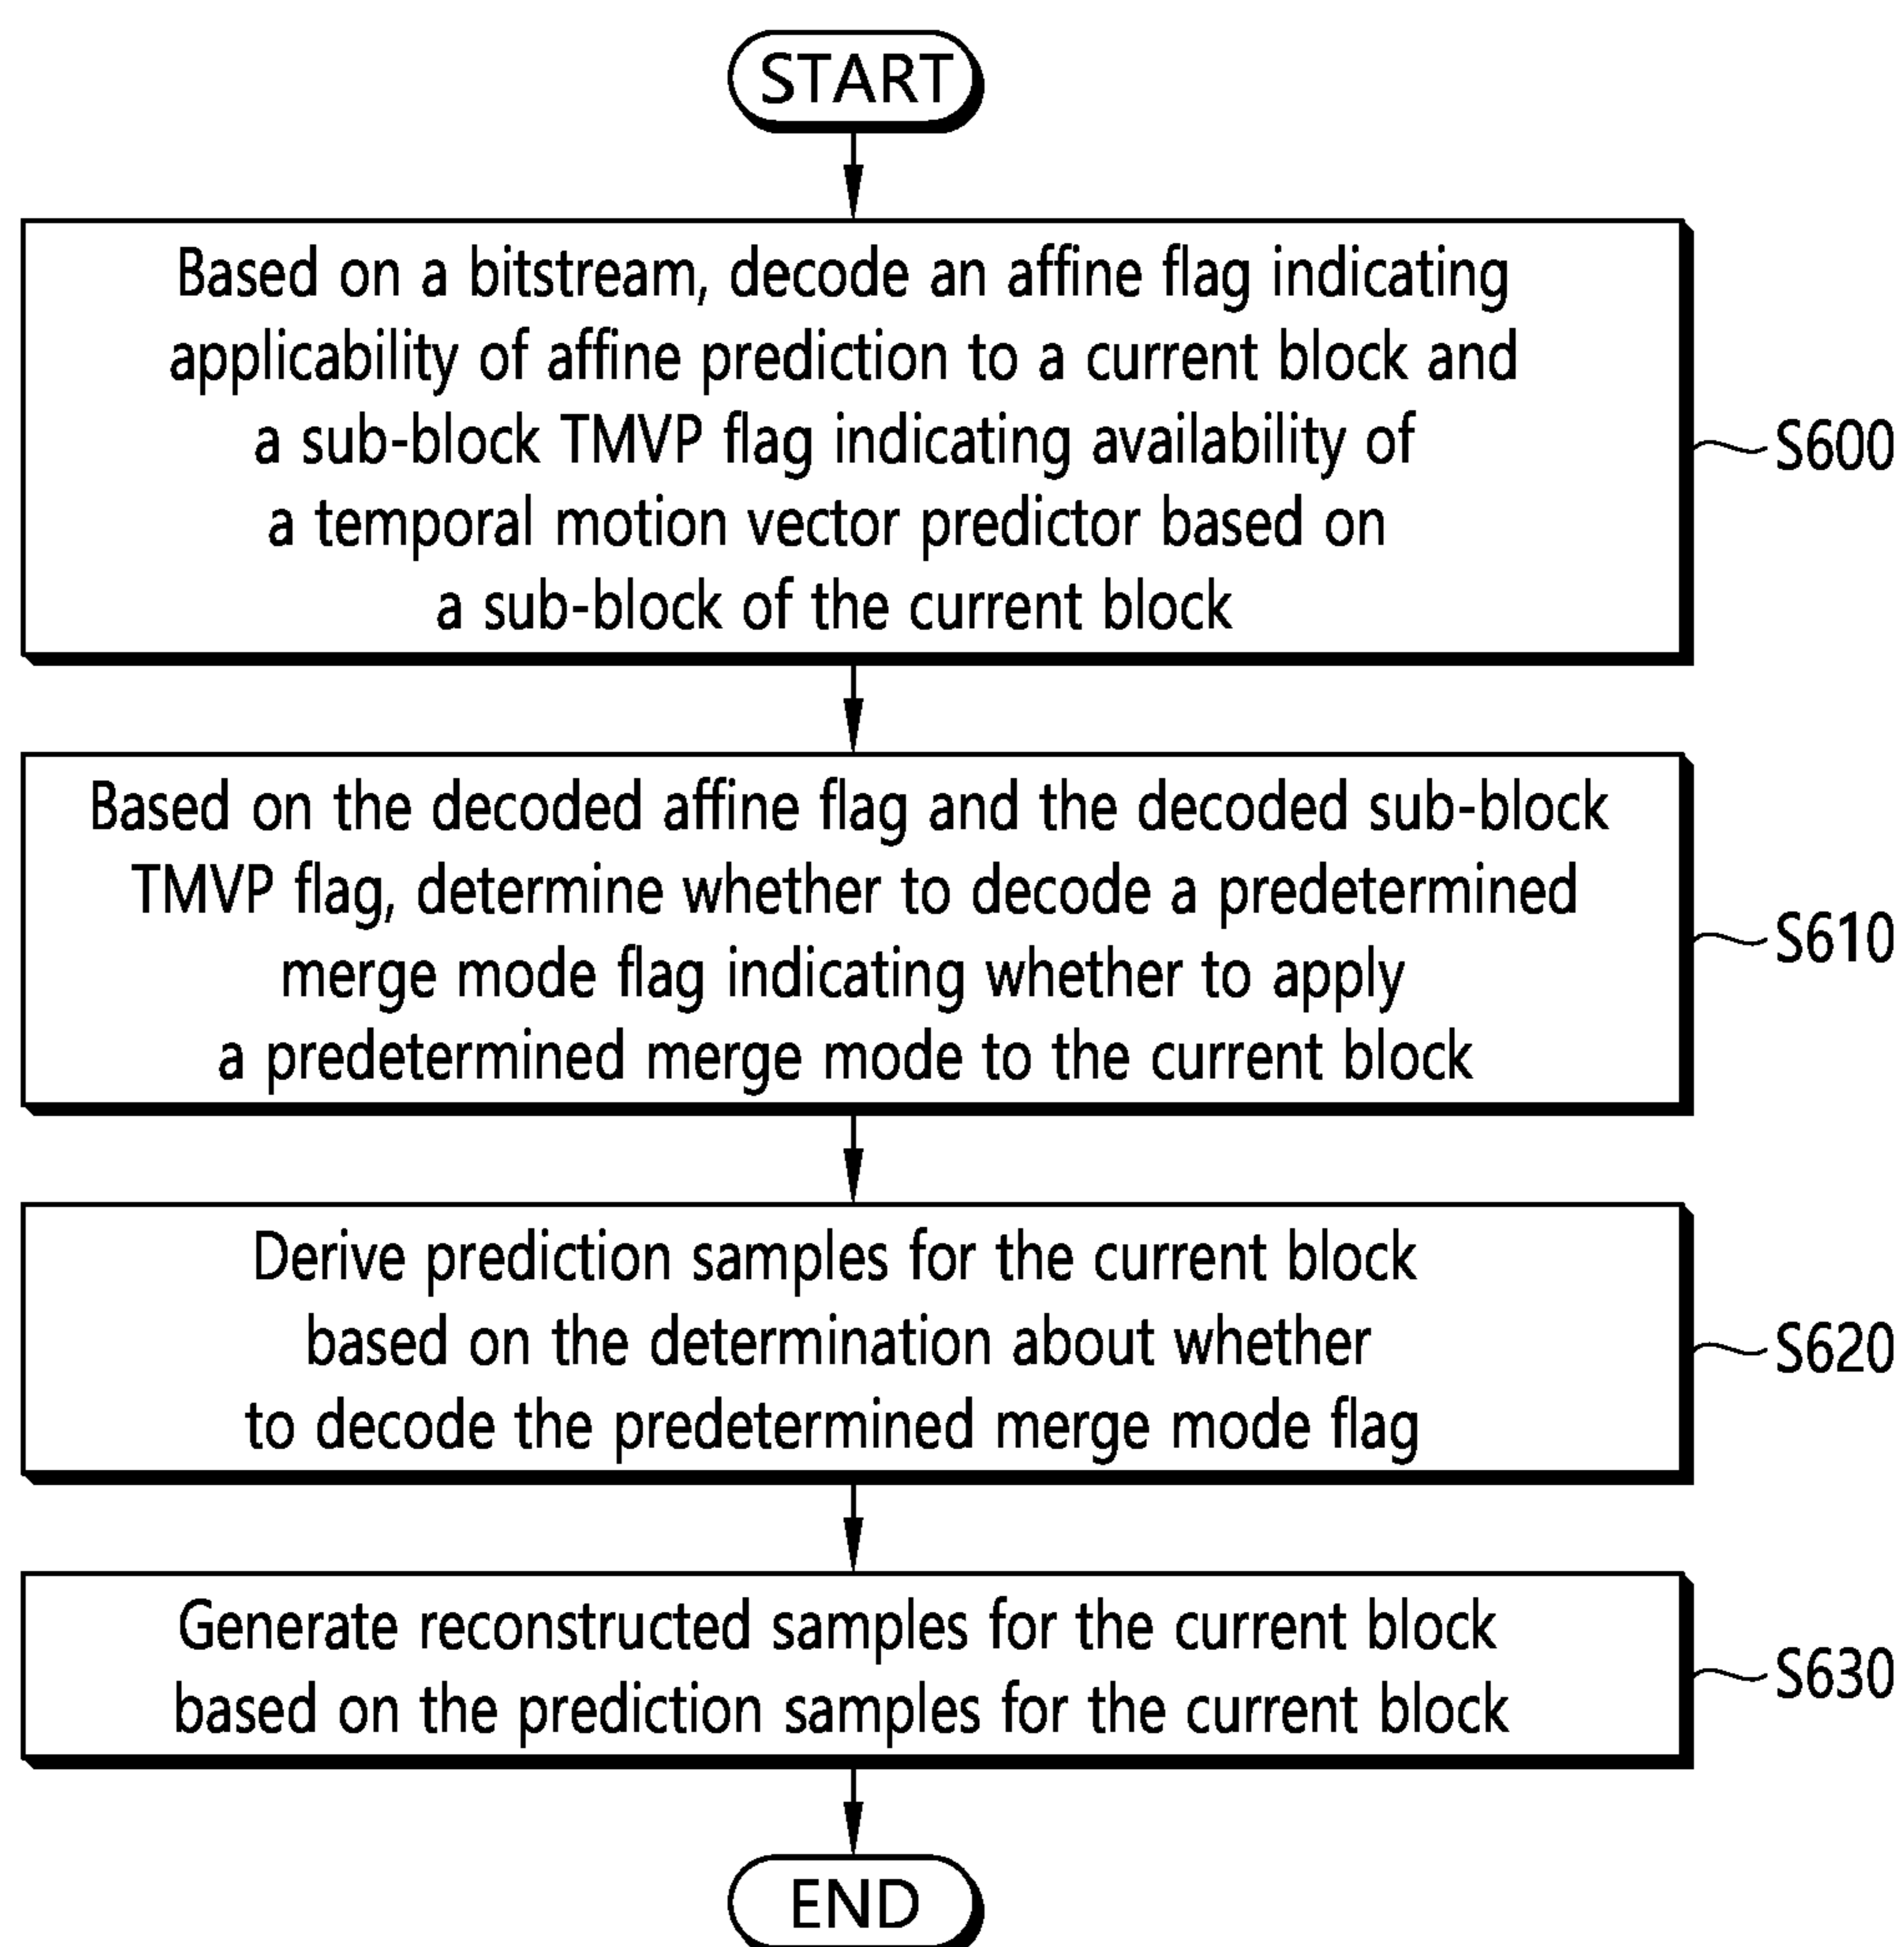 START
Based on a bitstream, decode an affine flag indicating
applicability of affine prediction to a current block and
a sub-block TMVP flag indicating availability of
a temporal motion vector predictor based on
a sub-block of the current block
S600
Based on the decoded affine flag and the decoded sub-block
TMVP flag, determine whether to decode a predetermined
merge mode flag indicating whether to apply
a predetermined merge mode to the current block
S610
Derive prediction samples for the current block
based on the determination about whether
to decode the predetermined merge mode flag
S620
Generate reconstructed samples for the current block
based on the prediction samples for the current block
S630
END